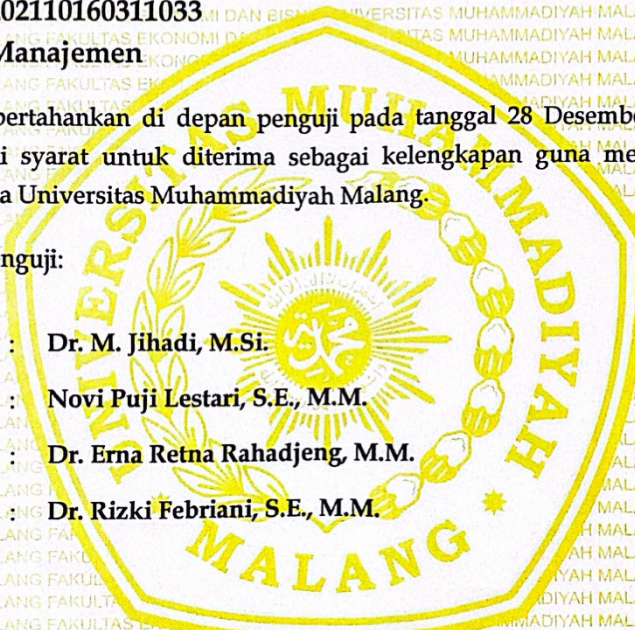 02110160311033
Manajemen
pertahankan di depan penguji pada tanggal 28 Desembe
i syarat untuk diterima sebagai kelengkapan guna me
a Universitas Muhammadiyah Malang.
nguji:
: Dr. M. Jihadi, M.Si.
: Novi Puji Lestari, S.E., M.M.
: Dr. Erna Retna Rahadjeng, M.M.
: Dr. Rizki Febriani, S.E., M.M.
UNIVERSITAS MUHAMMADIYAH
MALANG